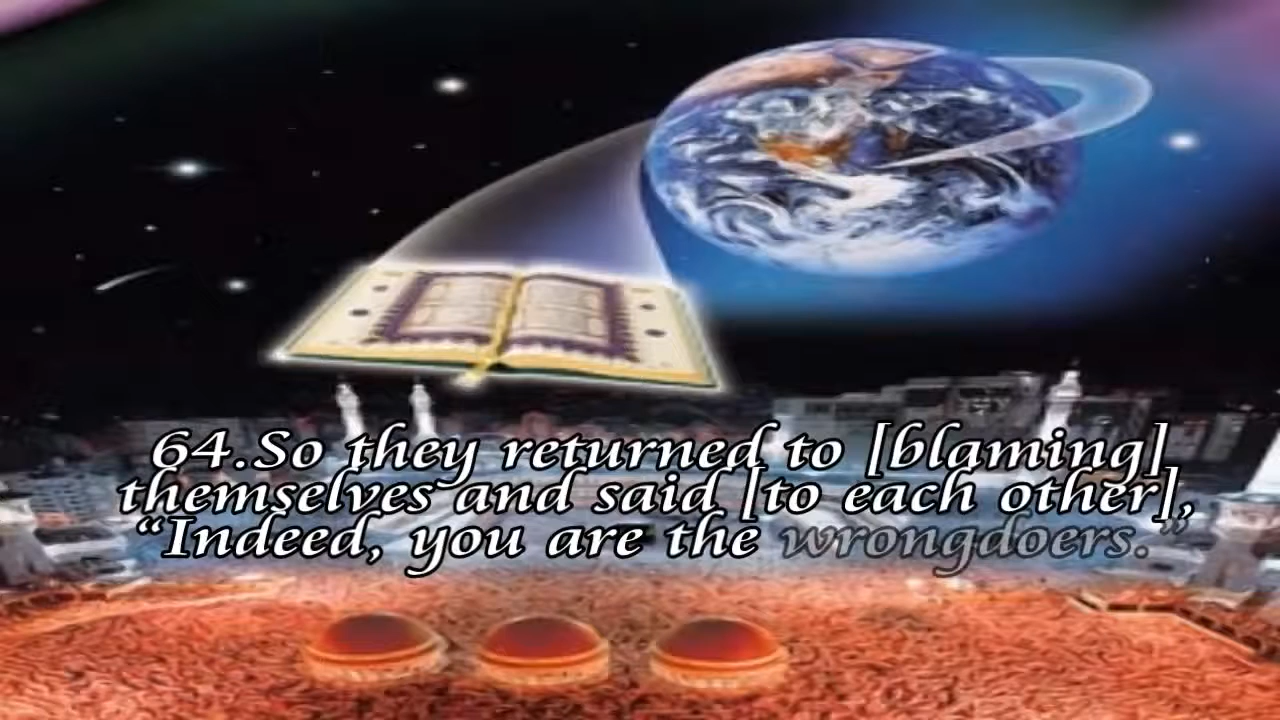 64.So they returned to [blaming]
themselves and said [to each other],
“Indeed, you are the wrongdoers.”